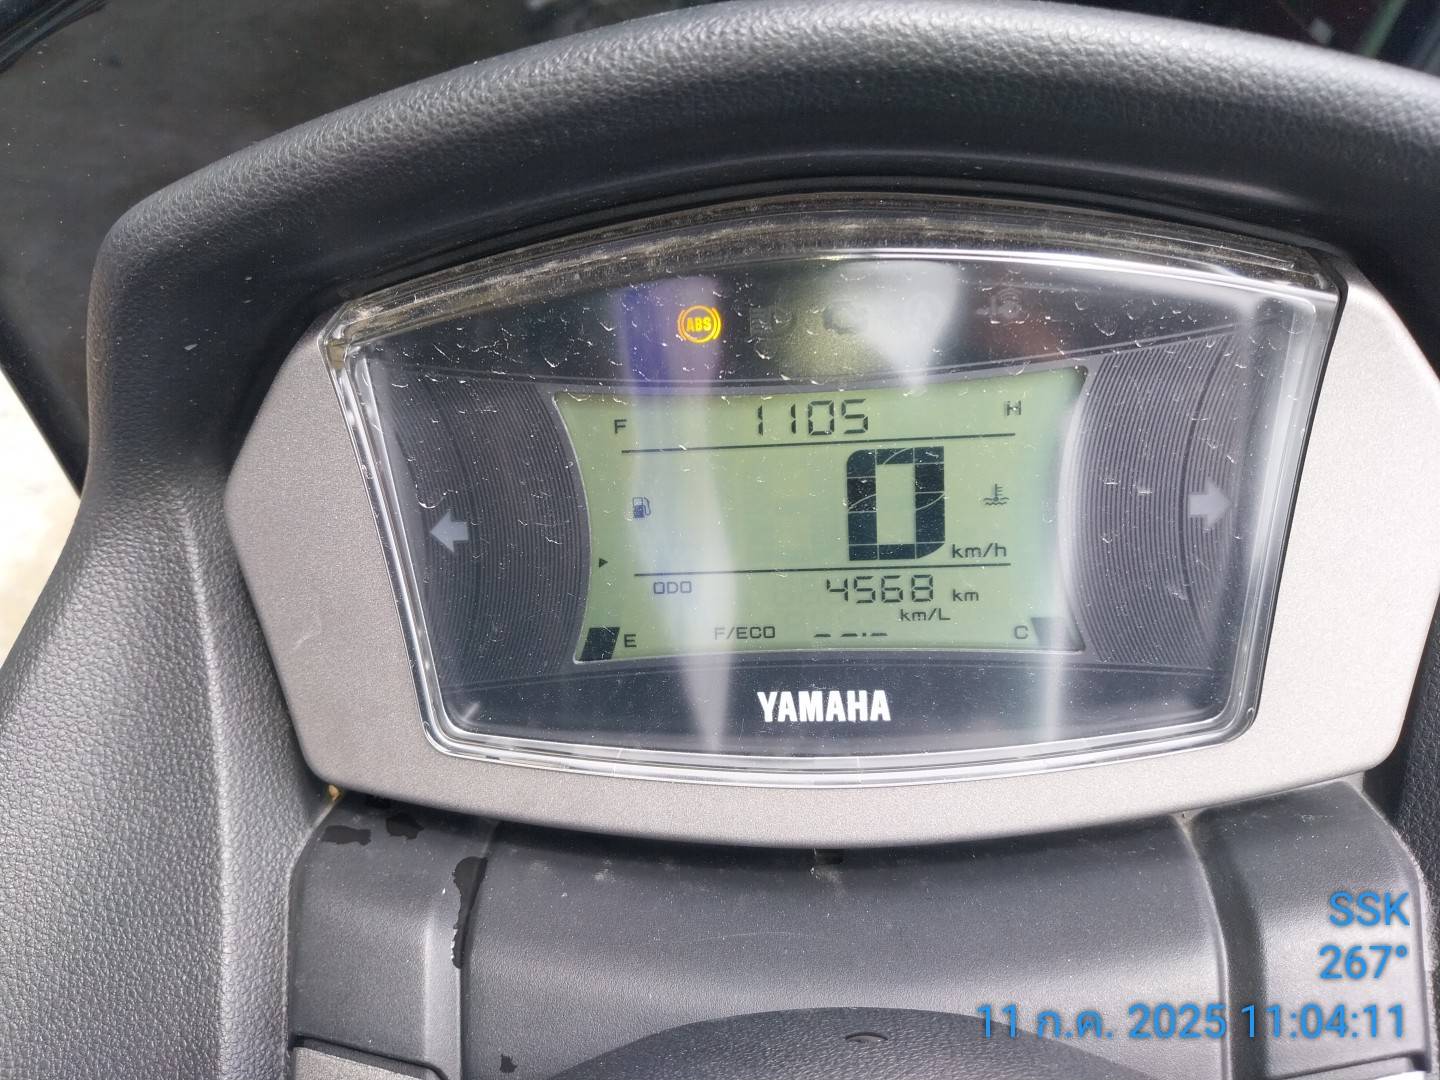 ABS
F 1105 H
0 km/h
ODO 4568 km
km/L
E F/ECO C
YAMAHA
SSK
267°
11 ก.ค. 2025 11:04:11